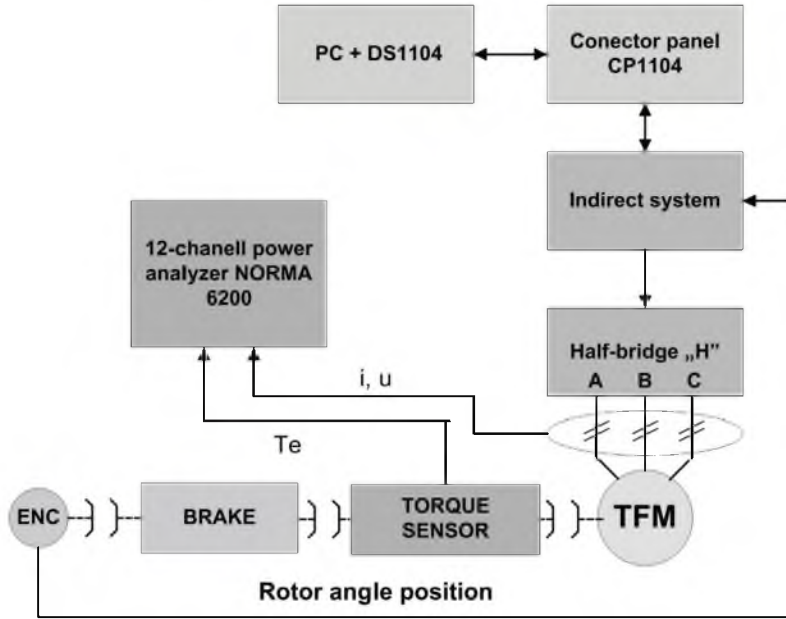 PC + DS1104
Conector panel
CP1104
Indirect system
12-chanell power
analyzer NORMA
6200
Half-bridge „H”
A B C
i, u
Te
ENC
BRAKE
TORQUE
SENSOR
TFM
Rotor angle position